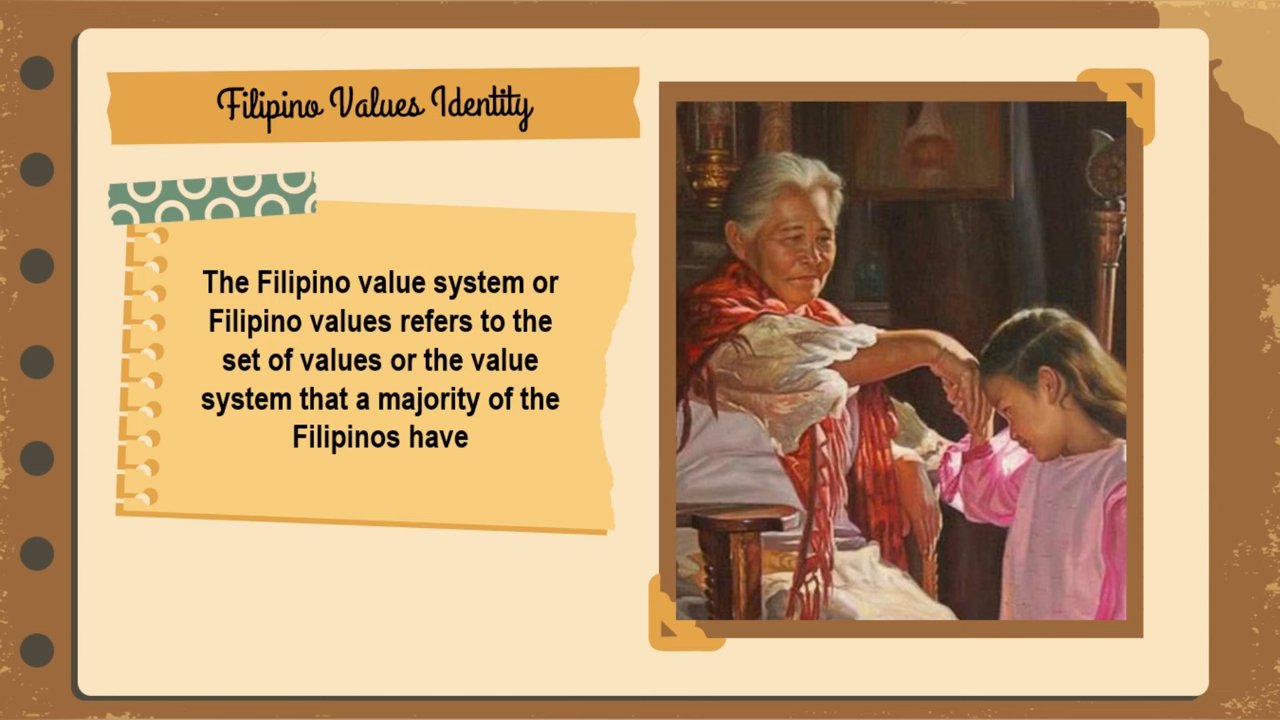 Filipino Values Identity
The Filipino value system or
Filipino values refers to the
set of values or the value
system that a majority of the
Filipinos have